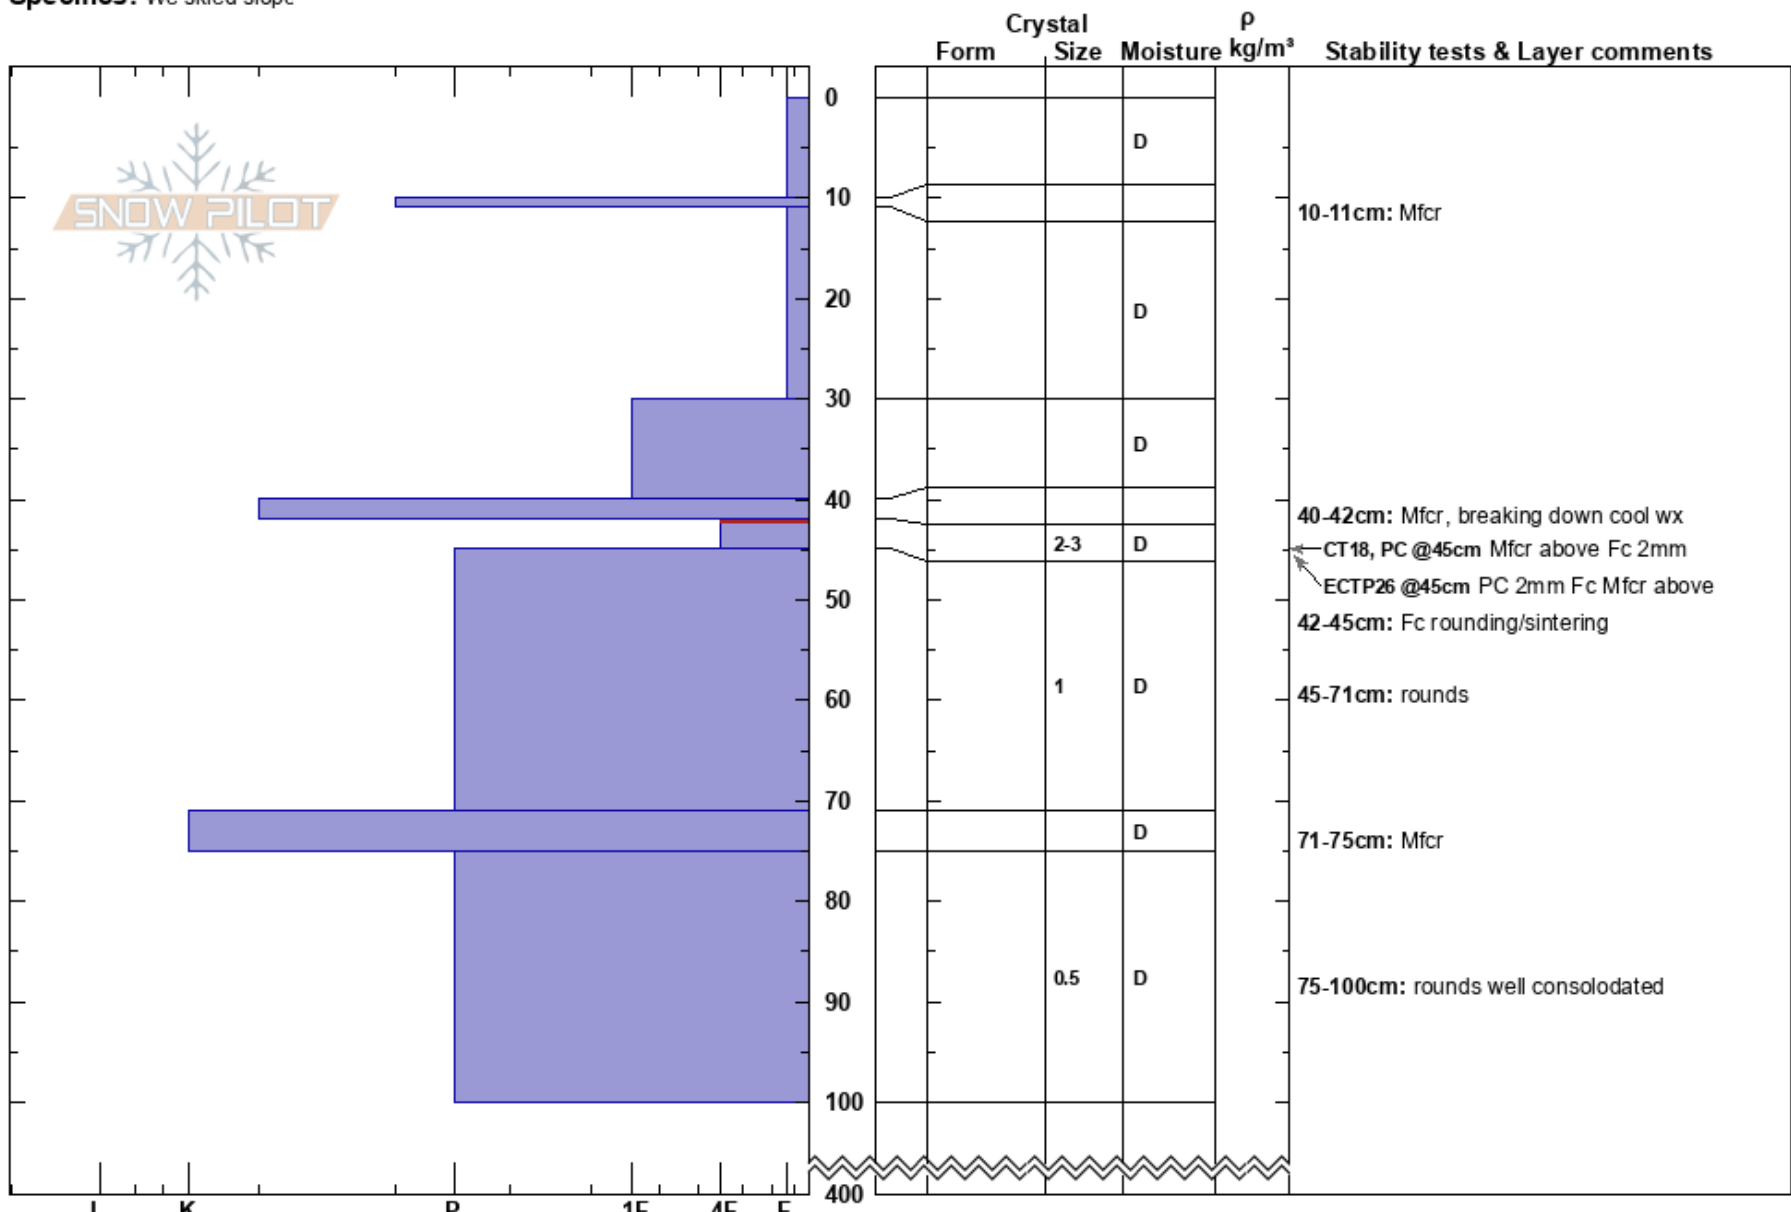 Specifics: We skied slope
Crystal ρ
Form Size Moisture kg/m³ Stability tests & Layer comments
0
D
SNOW PILOT
10
10-11cm: Mfcr
20
D
30
D
40
40-42cm: Mfcr, breaking down cool wx
2-3 D
CT18, PC @45cm Mfcr above Fc 2mm
ECTP26 @45cm PC 2mm Fc Mfcr above
50
42-45cm: Fc rounding/sintering
1 D
60
45-71cm: rounds
70
D
71-75cm: Mfcr
80
0.5 D
75-100cm: rounds well consolodated
90
100
400
I K P 1F 4F F